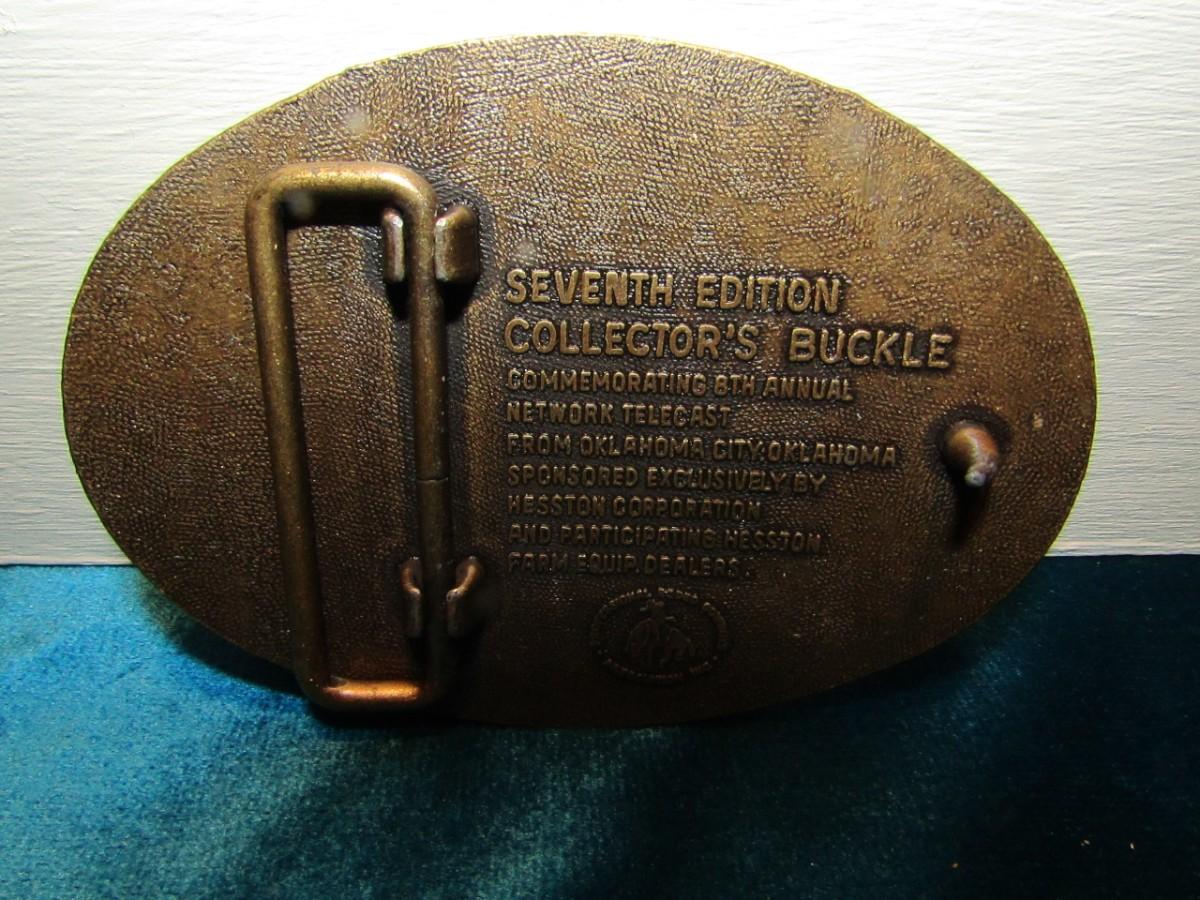 SEVENTH EDITION
COLLECTOR'S BUCKLE
COMMEMORATING 8TH ANNUAL
NETWORK TELECAST
FROM OKLAHOMA CITY, OKLAHOMA
SPONSORED EXCLUSIVELY BY
HESSTON CORPORATION
AND PARTICIPATING HESSTON
FARM EQUIP. DEALERS.
RODEO